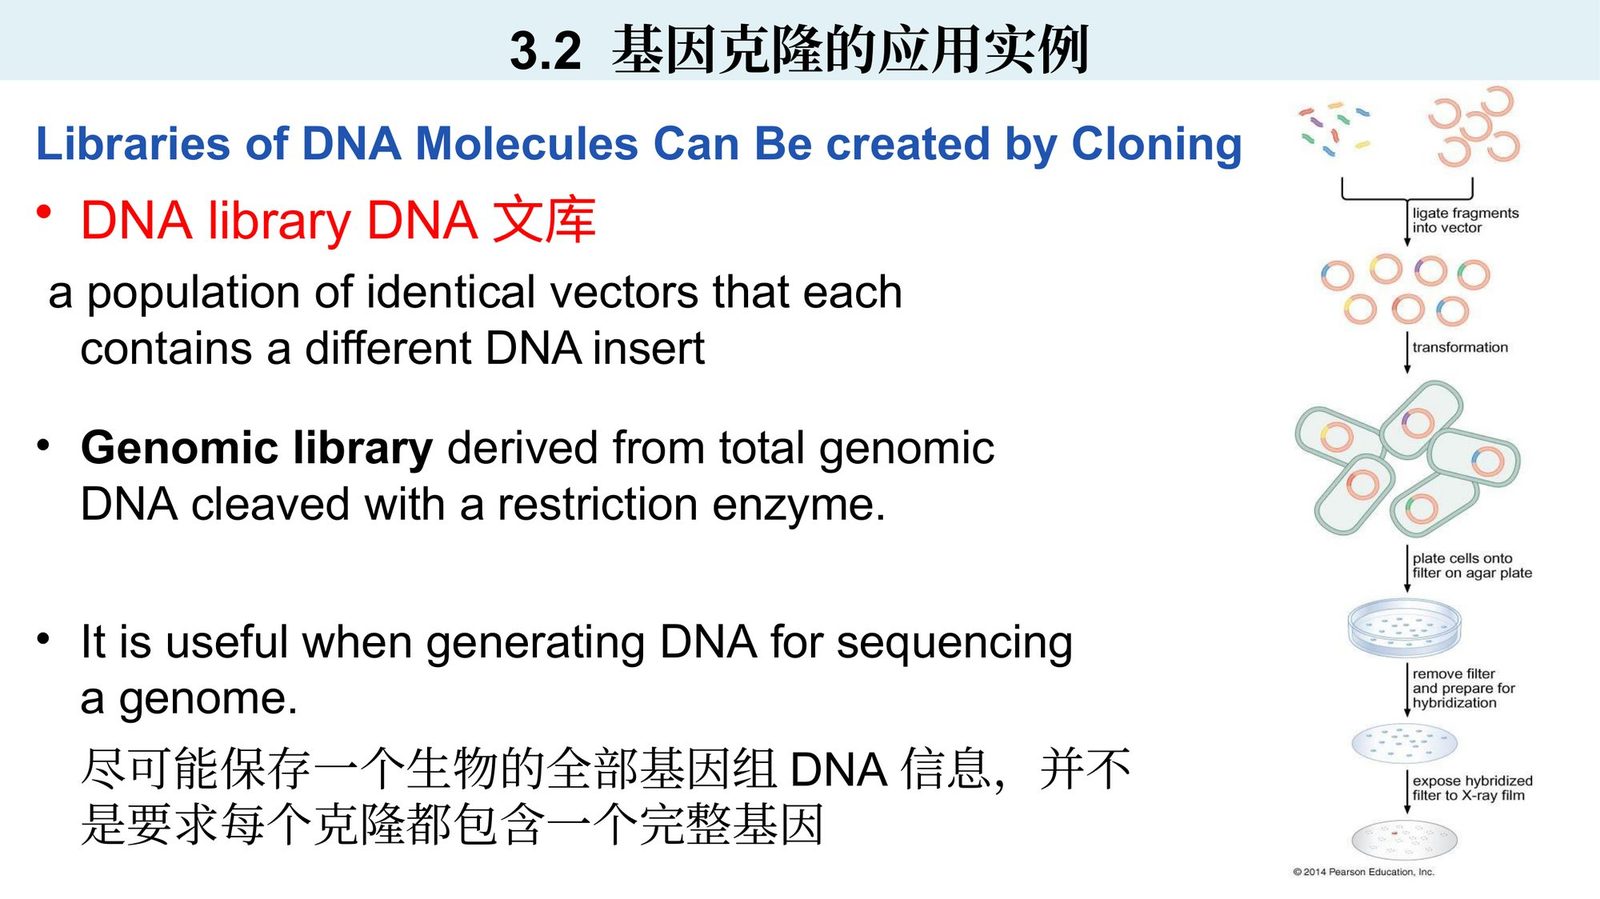 3.2 基因克隆的应用实例
Libraries of DNA Molecules Can Be created by Cloning
• DNA library DNA 文库
a population of identical vectors that each
contains a different DNA insert
• Genomic library derived from total genomic
DNA cleaved with a restriction enzyme.
• It is useful when generating DNA for sequencing
a genome.
尽可能保存一个生物的全部基因组 DNA 信息，并不
是要求每个克隆都包含一个完整基因
ligate fragments
into vector
transformation
plate cells onto
filter on agar plate
remove filter
and prepare for
hybridization
expose hybridized
filter to X-ray film
© 2014 Pearson Education, Inc.